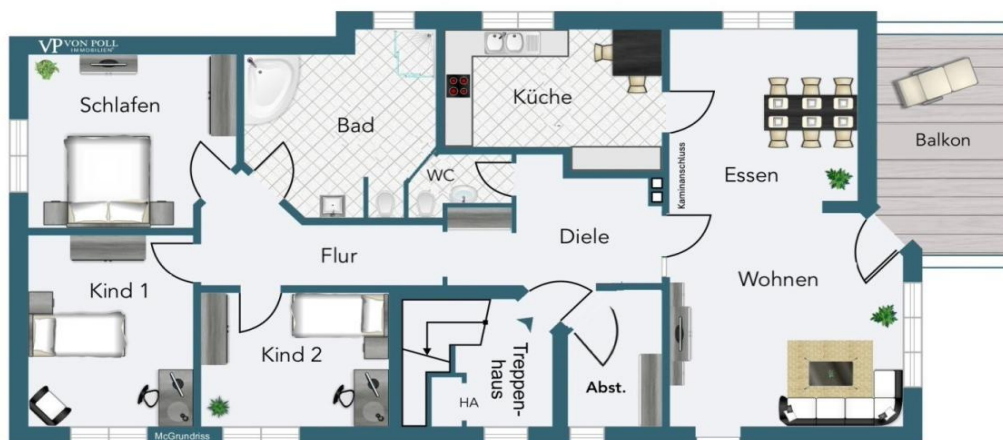 VP VON POLL
IMMOBILIEN
Schlafen
Bad
Küche
Essen
Balkon
WC
Kaminanschluss
Kind 1
Flur
Diele
Wohnen
Kind 2
Treppen-
haus
HA
Abst.
McGrundriss